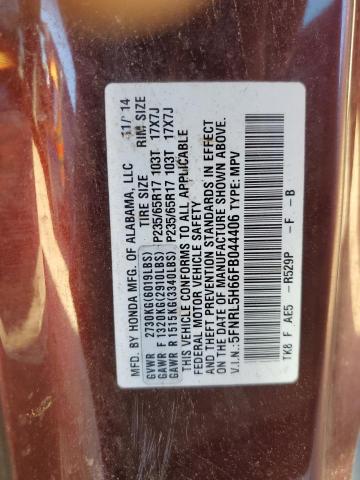 MFD. BY HONDA MFG. OF ALABAMA, LLC 11/14
TIRE SIZE RIM SIZE
GVWR 2730KG(6019LBS)
GAWR F 1320KG(2910LBS) P235/65R17 103T 17X7J
GAWR R 1515KG(3340LBS) P235/65R17 103T 17X7J
THIS VEHICLE CONFORMS TO ALL APPLICABLE
FEDERAL MOTOR VEHICLE SAFETY
AND THEFT PREVENTION STANDARDS IN EFFECT
ON THE DATE OF MANUFACTURE SHOWN ABOVE.
V.I.N.: 5FNRL5H66FB044406 TYPE: MPV
TK8 F AE5 - R529P - F - B